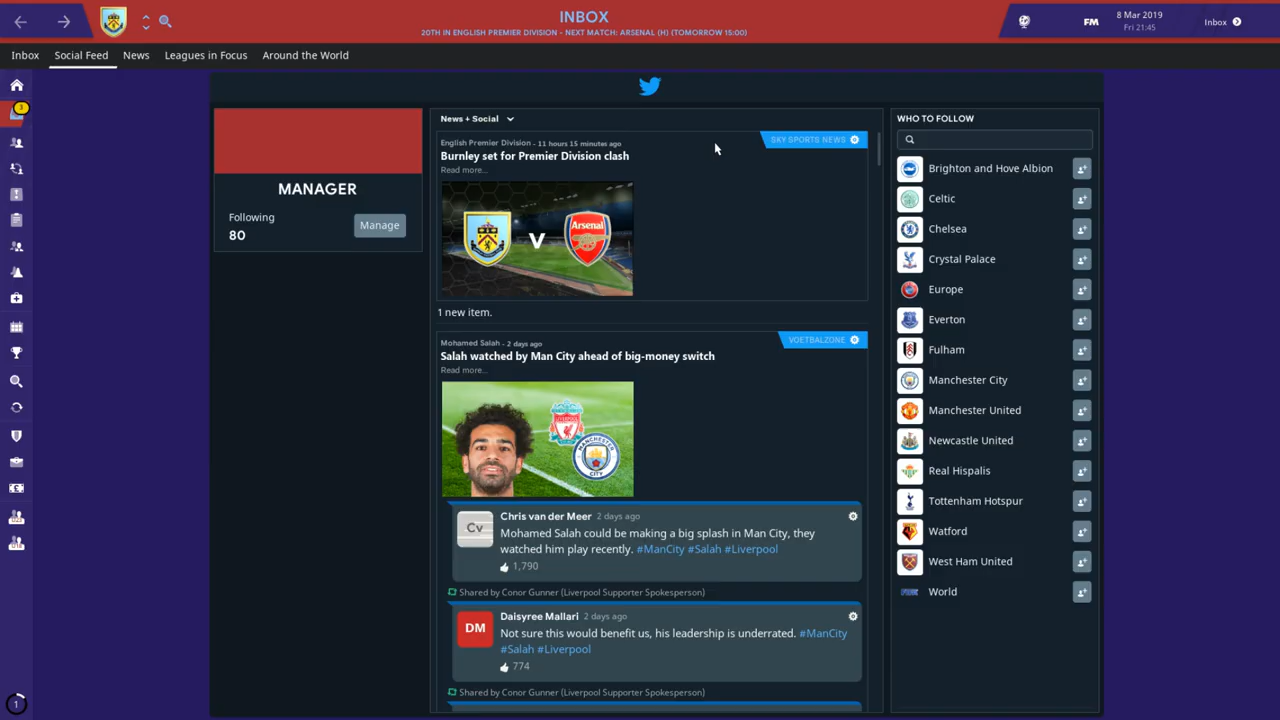 INBOX
20TH IN ENGLISH PREMIER DIVISION - NEXT MATCH: ARSENAL (H) (TOMORROW 15:00)
FM
8 Mar 2019
Fri 21:45
Inbox
Inbox
Social Feed
News
Leagues in Focus
Around the World
3
MANAGER
Following
80
Manage
News + Social
English Premier Division - 11 hours 15 minutes ago
SKY SPORTS NEWS
Burnley set for Premier Division clash
Read more...
V
Arsenal
1 new item.
Mohamed Salah - 2 days ago
VOETBALZONE
Salah watched by Man City ahead of big-money switch
Read more...
Cv
Chris van der Meer 2 days ago
Mohamed Salah could be making a big splash in Man City, they
watched him play recently. #ManCity #Salah #Liverpool
1,790
Shared by Conor Gunner (Liverpool Supporter Spokesperson)
DM
Daisyree Mallari 2 days ago
Not sure this would benefit us, his leadership is underrated. #ManCity
#Salah #Liverpool
774
Shared by Conor Gunner (Liverpool Supporter Spokesperson)
WHO TO FOLLOW
Brighton and Hove Albion
Celtic
Chelsea
Crystal Palace
Europe
Everton
Fulham
Manchester City
Manchester United
Newcastle United
Real Hispalis
Tottenham Hotspur
Watford
West Ham United
World
1